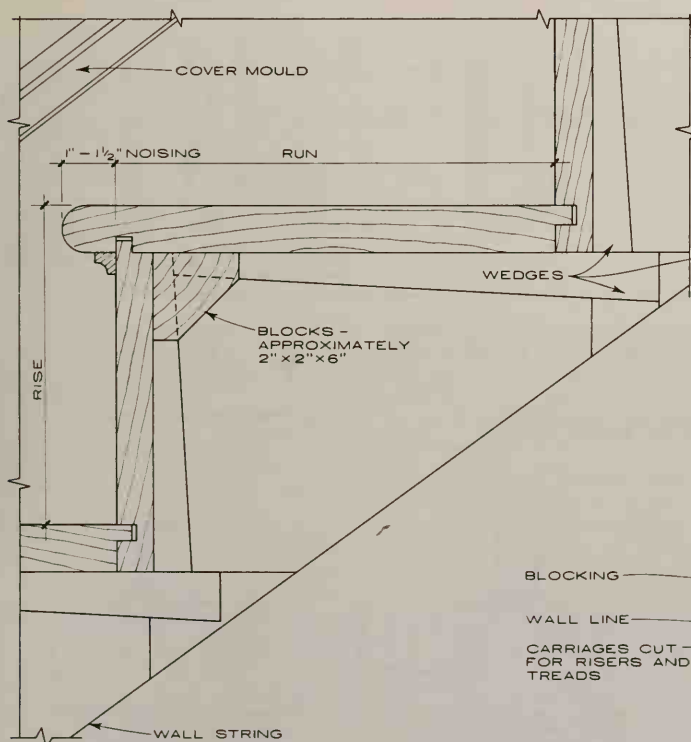 COVER MOULD
1" - 1½" NOISING RUN
WEDGES
BLOCKS -
APPROXIMATELY
2" x 2" x 6"
RISE
BLOCKING
WALL LINE
CARRIAGES CUT
FOR RISERS AND
TREADS
WALL STRING